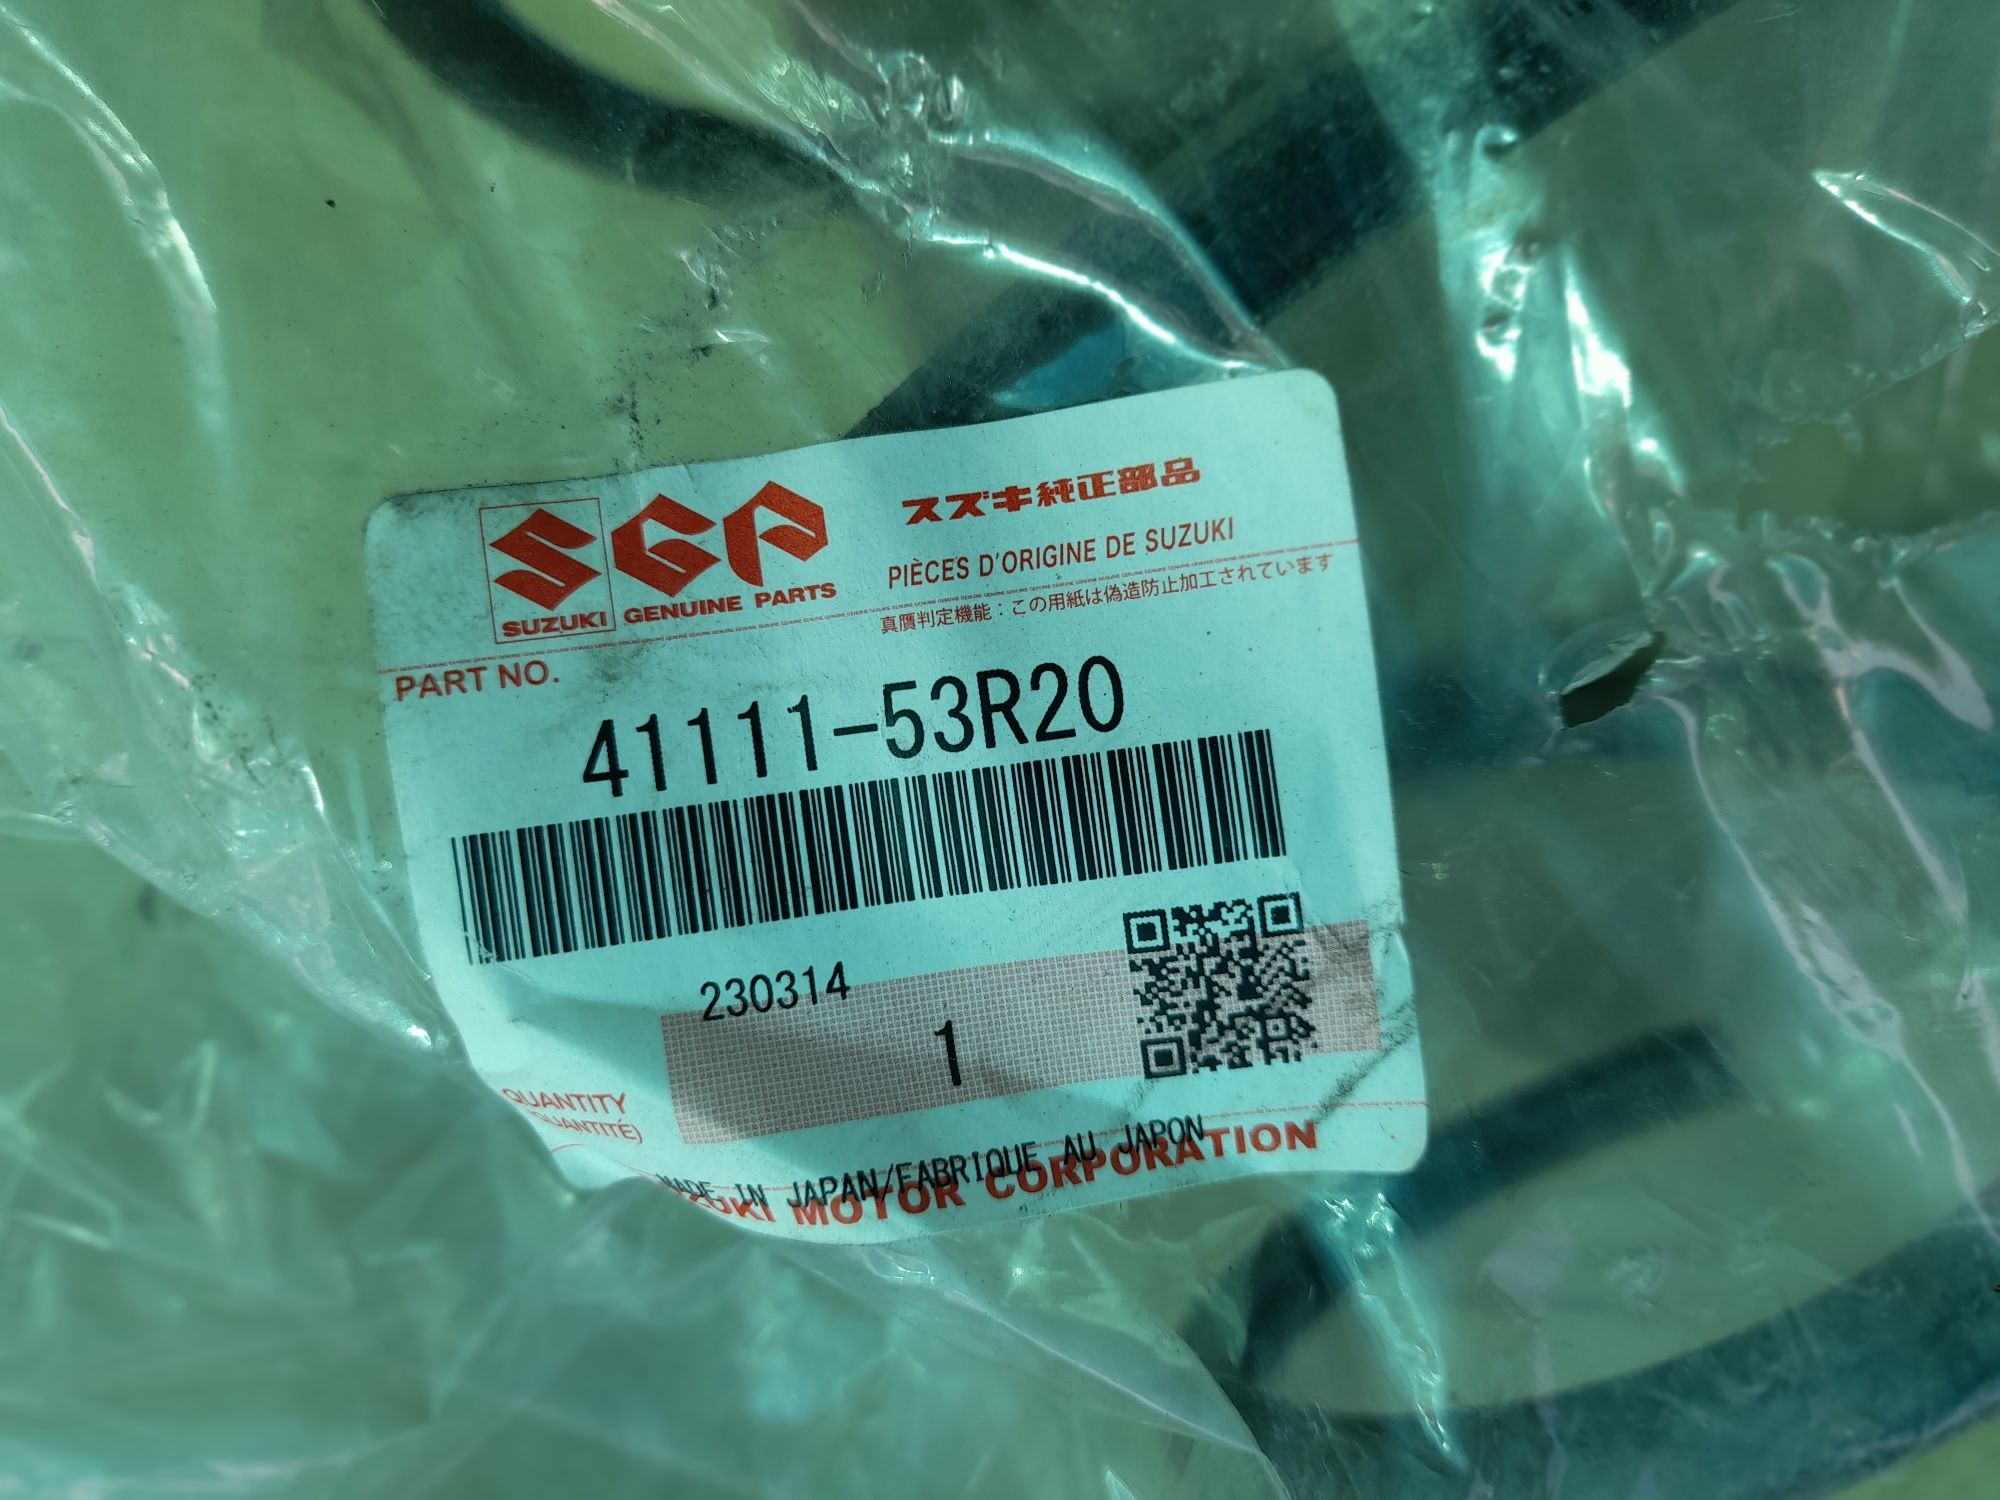 SGP
SUZUKI GENUINE PARTS
スズキ純正部品
PIÈCES D'ORIGINE DE SUZUKI
真贋判定機能：この用紙は偽造防止加工されています
PART NO.
41111-53R20
230314
1
QUANTITY
QUANTITÉ)
MADE IN JAPAN/FABRIQUE AU JAPON
MOTOR CORPORATION